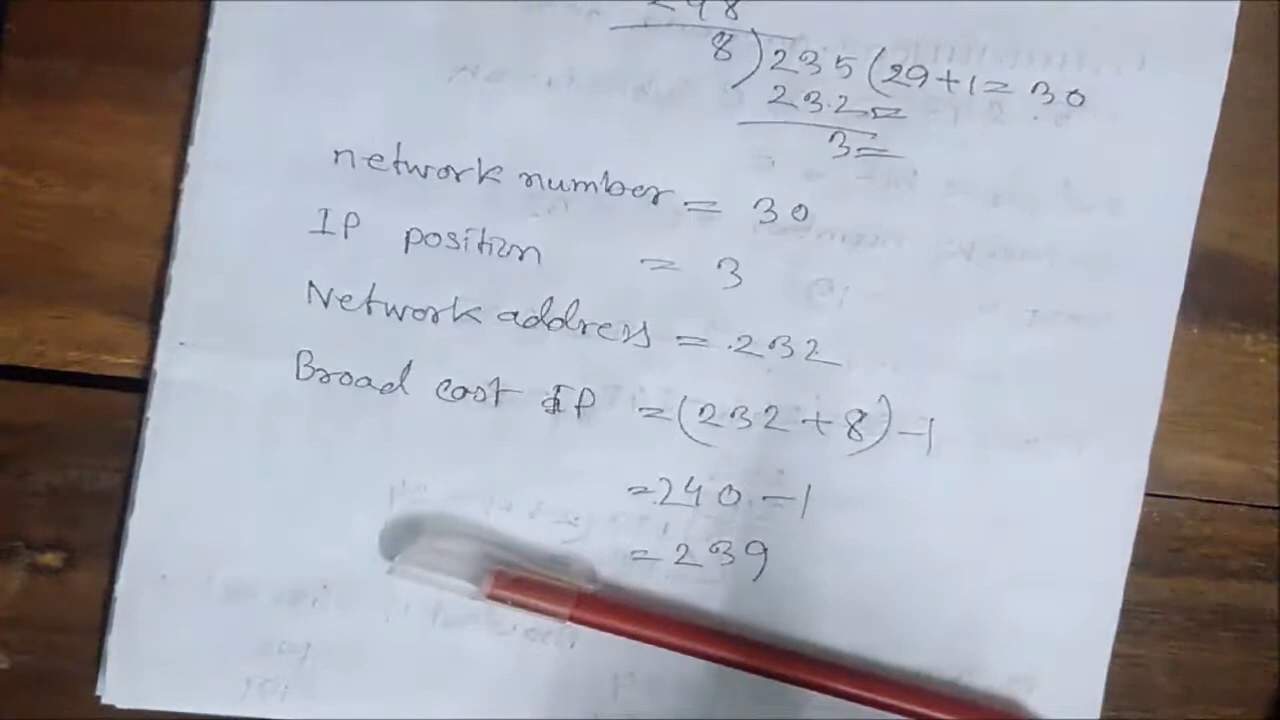 248
8)235(29+1=30
232
3=
network number = 30
IP position = 3
Network address = .232
Broad cast IP =(232+8)-1
=240-1
=239